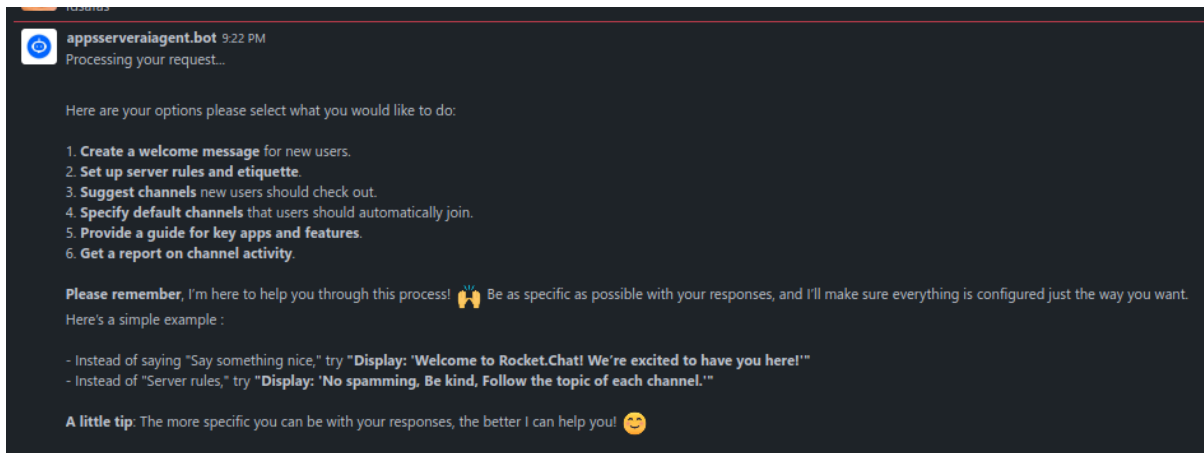 appsserveraiagent.bot 9:22 PM
Processing your request...
Here are your options please select what you would like to do:
1. Create a welcome message for new users.
2. Set up server rules and etiquette.
3. Suggest channels new users should check out.
4. Specify default channels that users should automatically join.
5. Provide a guide for key apps and features.
6. Get a report on channel activity.
Please remember, I'm here to help you through this process! 🙌 Be as specific as possible with your responses, and I'll make sure everything is configured just the way you want.
Here's a simple example :
- Instead of saying "Say something nice," try "Display: 'Welcome to Rocket.Chat! We're excited to have you here!'"
- Instead of "Server rules," try "Display: 'No spamming, Be kind, Follow the topic of each channel.'"
A little tip: The more specific you can be with your responses, the better I can help you! 😊